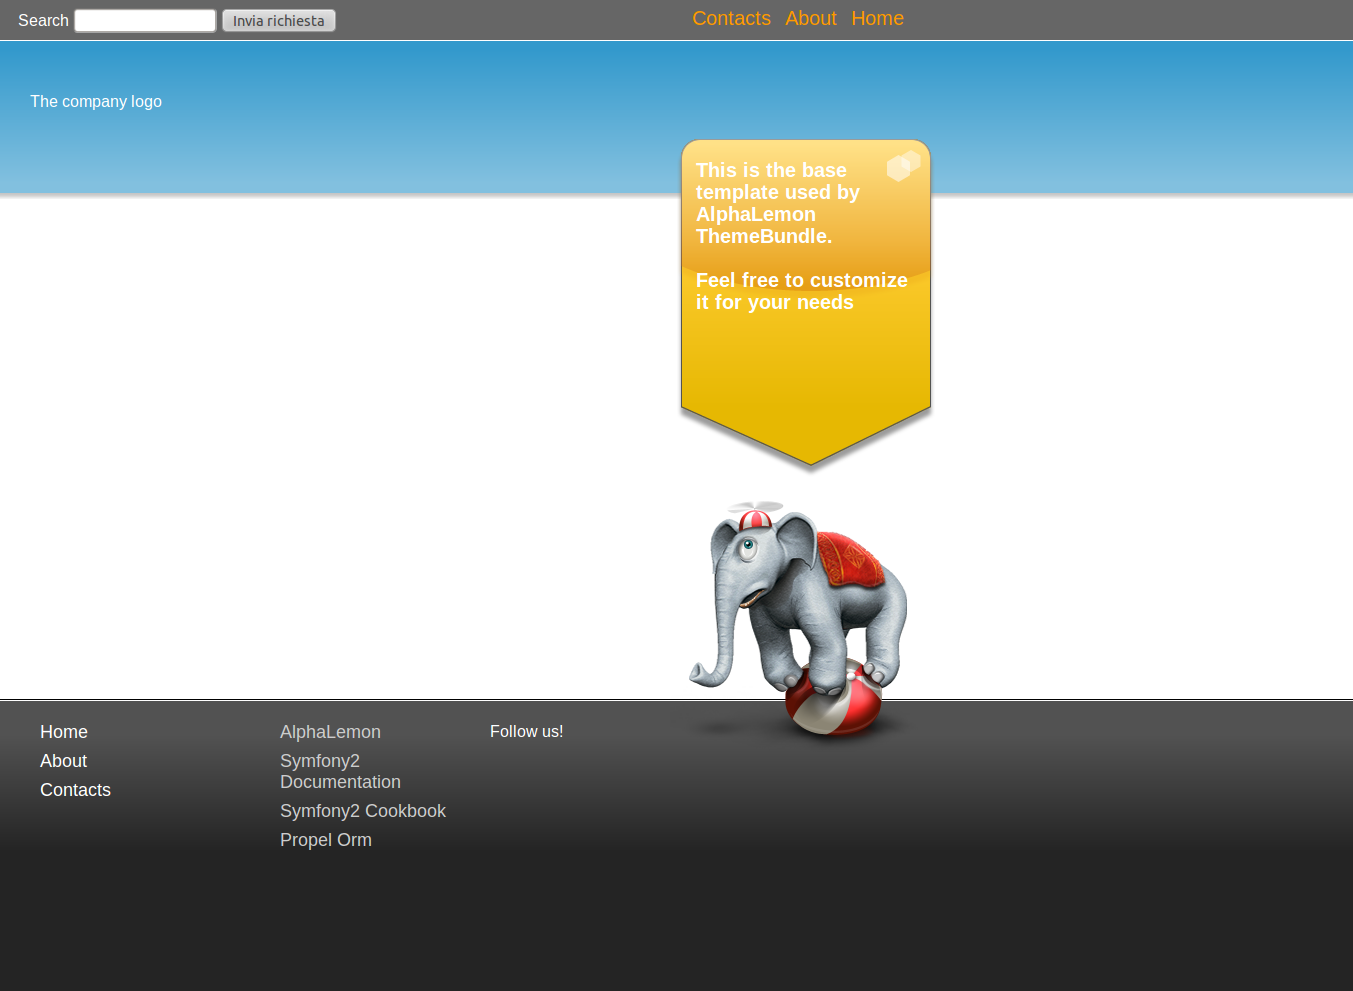 Search Invia richiesta Contacts About Home
The company logo
This is the base
template used by
AlphaLemon
ThemeBundle.
Feel free to customize
it for your needs
Home
About
Contacts
AlphaLemon
Symfony2
Documentation
Symfony2 Cookbook
Propel Orm
Follow us!